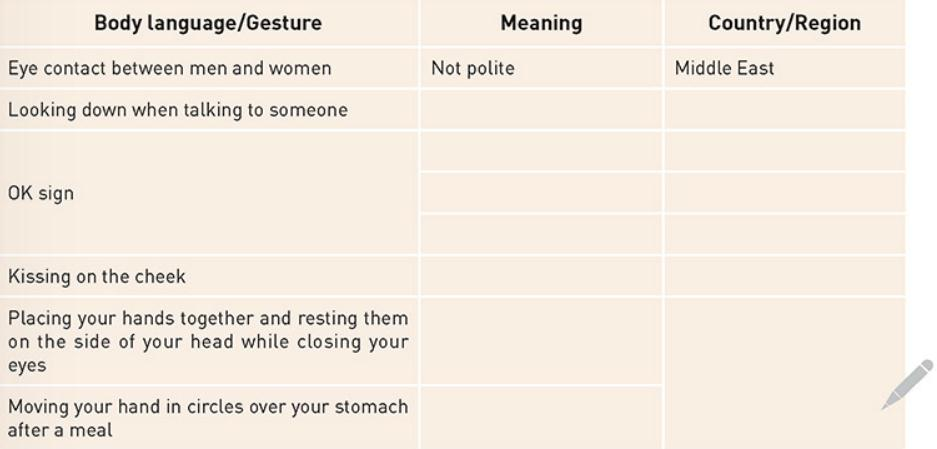 Body language/Gesture Meaning Country/Region
Eye contact between men and women Not polite Middle East
Looking down when talking to someone
OK sign
Kissing on the cheek
Placing your hands together and resting them
on the side of your head while closing your
eyes
Moving your hand in circles over your stomach
after a meal